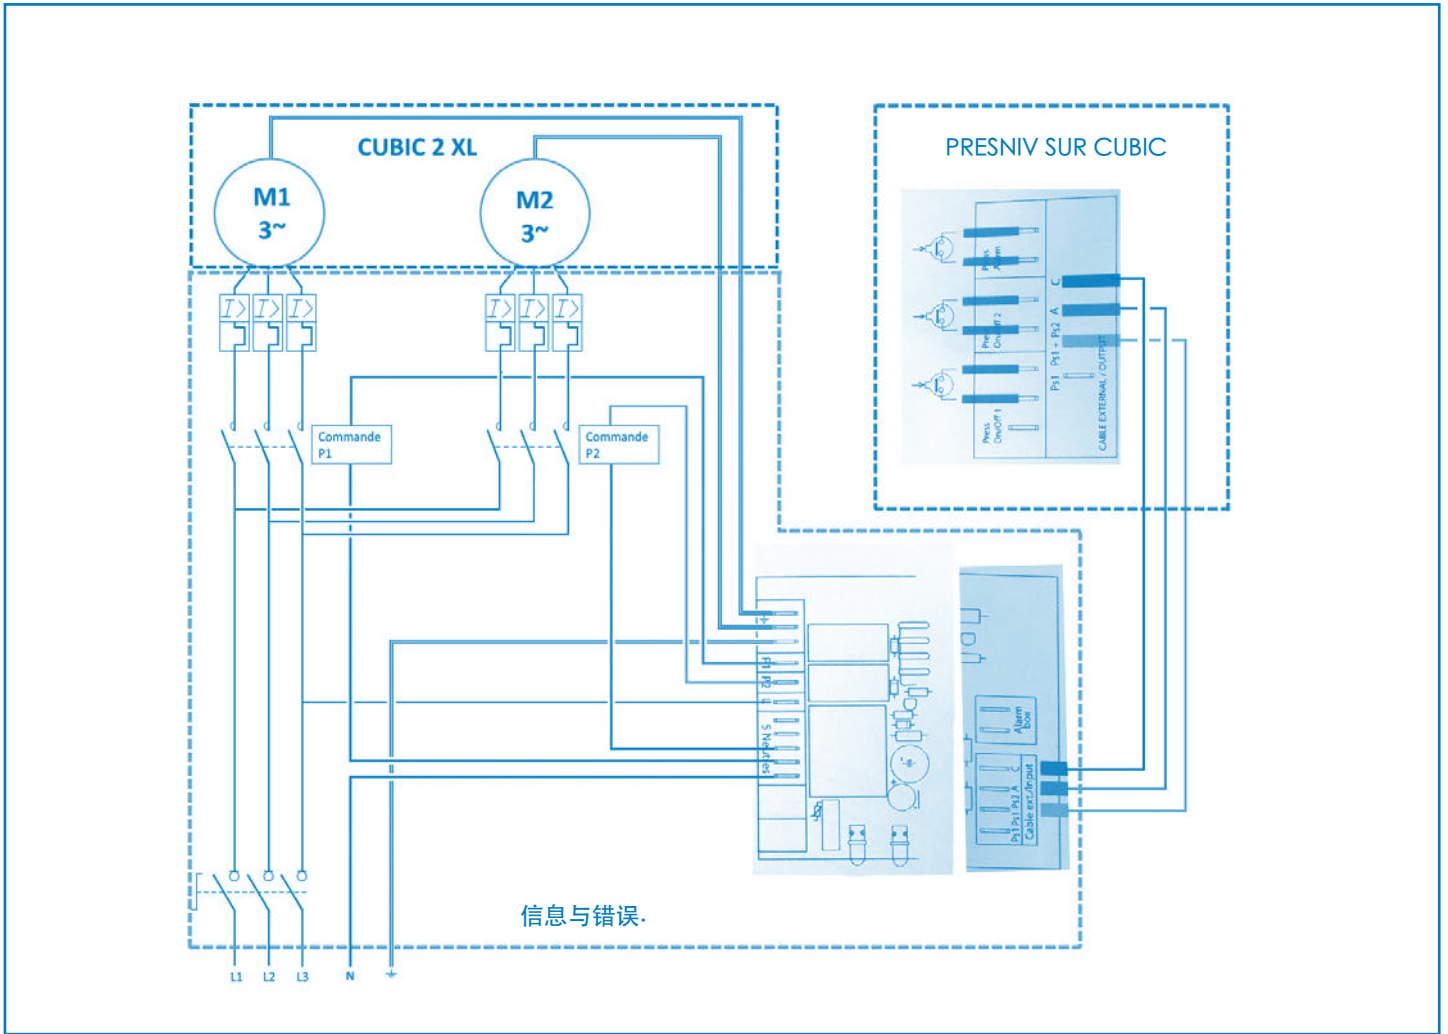 CUBIC 2 XL
M1
3~
M2
3~
PRESNIV SUR CUBIC
I>
I>
I>
I>
I>
I>
Commande
P1
Commande
P2
Press
Alarm
On/Off 2
Press
On/Off 1
C
A
Ps1 + Ps2
Ps1
CABLE EXTERNAL / OUTPUT
P1
P2
L
S Neutres
Alarm
box
C
A
Ps2
Ps1
Ps1
Cable ext./Input
信息与错误.
L1
L2
L3
N